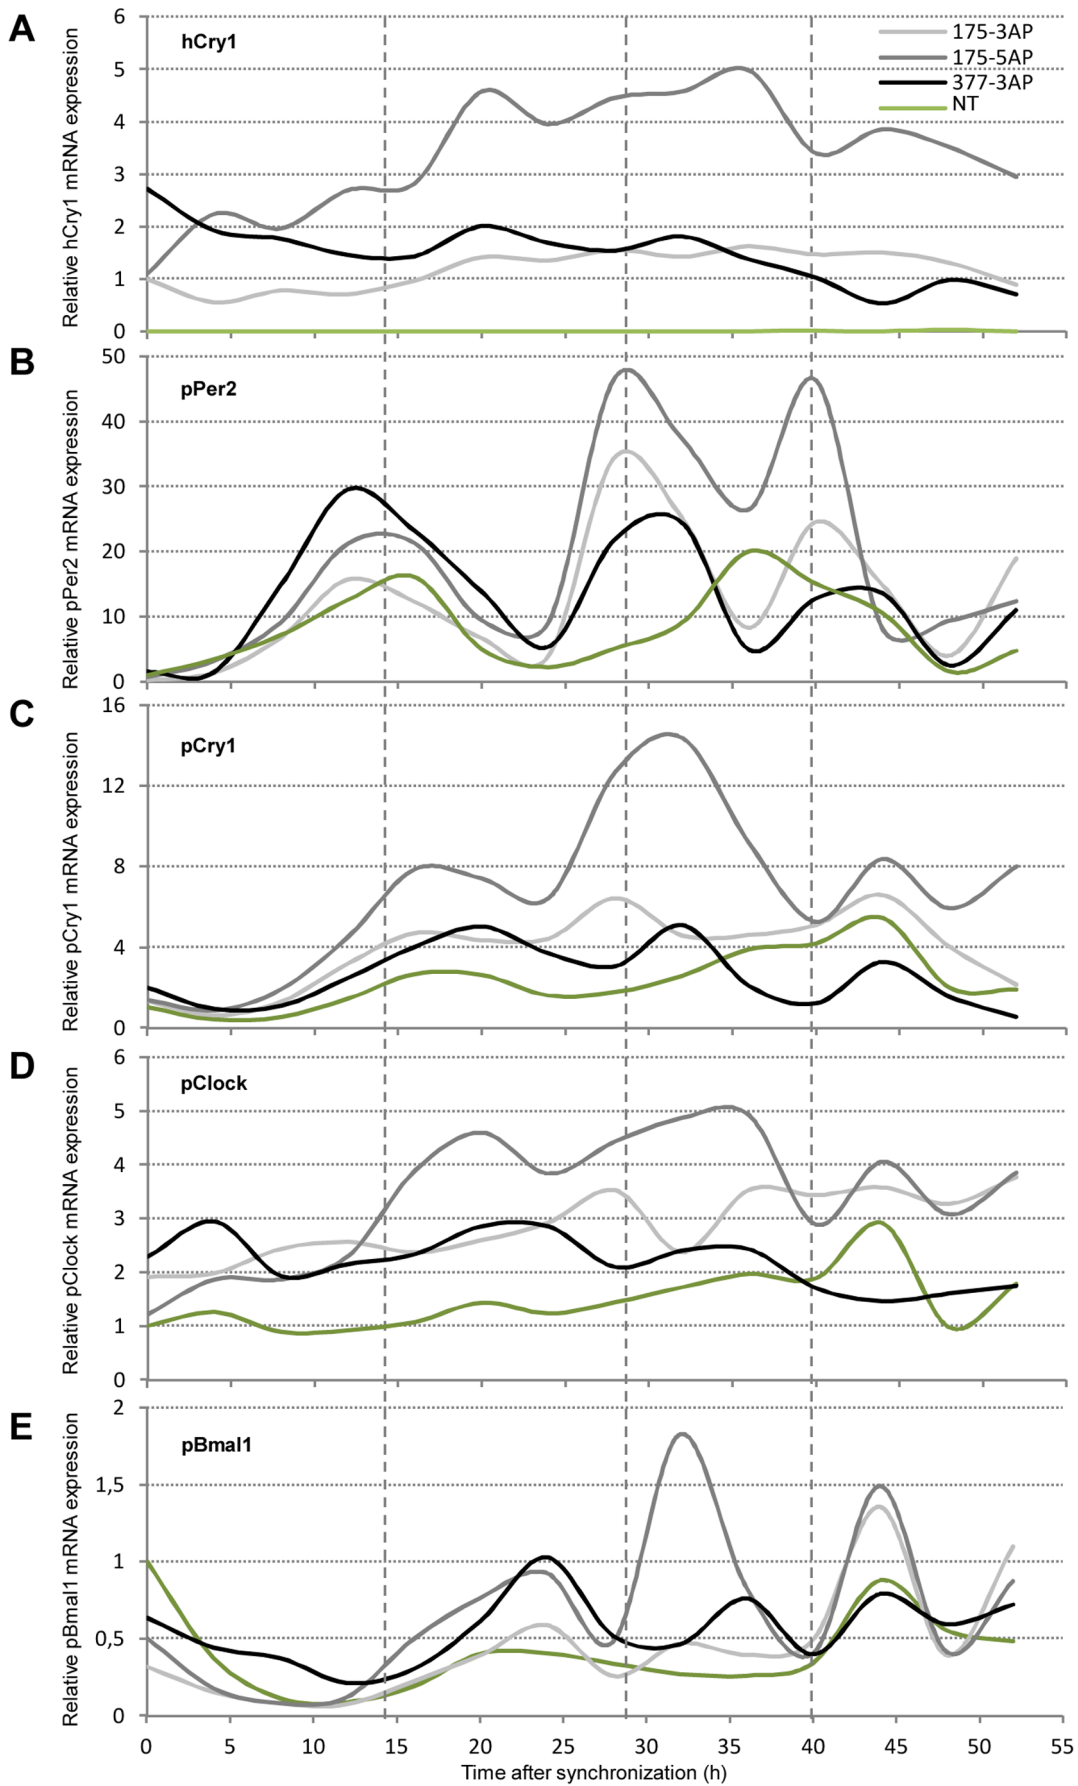 A
hCry1
Relative hCry1 mRNA expression
6
5
4
3
2
1
0
175-3AP
175-5AP
377-3AP
NT
B
pPer2
Relative pPer2 mRNA expression
50
40
30
20
10
0
C
pCry1
Relative pCry1 mRNA expression
16
12
8
4
0
D
pClock
Relative pClock mRNA expression
6
5
4
3
2
1
0
E
pBmal1
Relative pBmal1 mRNA expression
2
1,5
1
0,5
0
0 5 10 15 20 25 30 35 40 45 50 55
Time after synchronization (h)